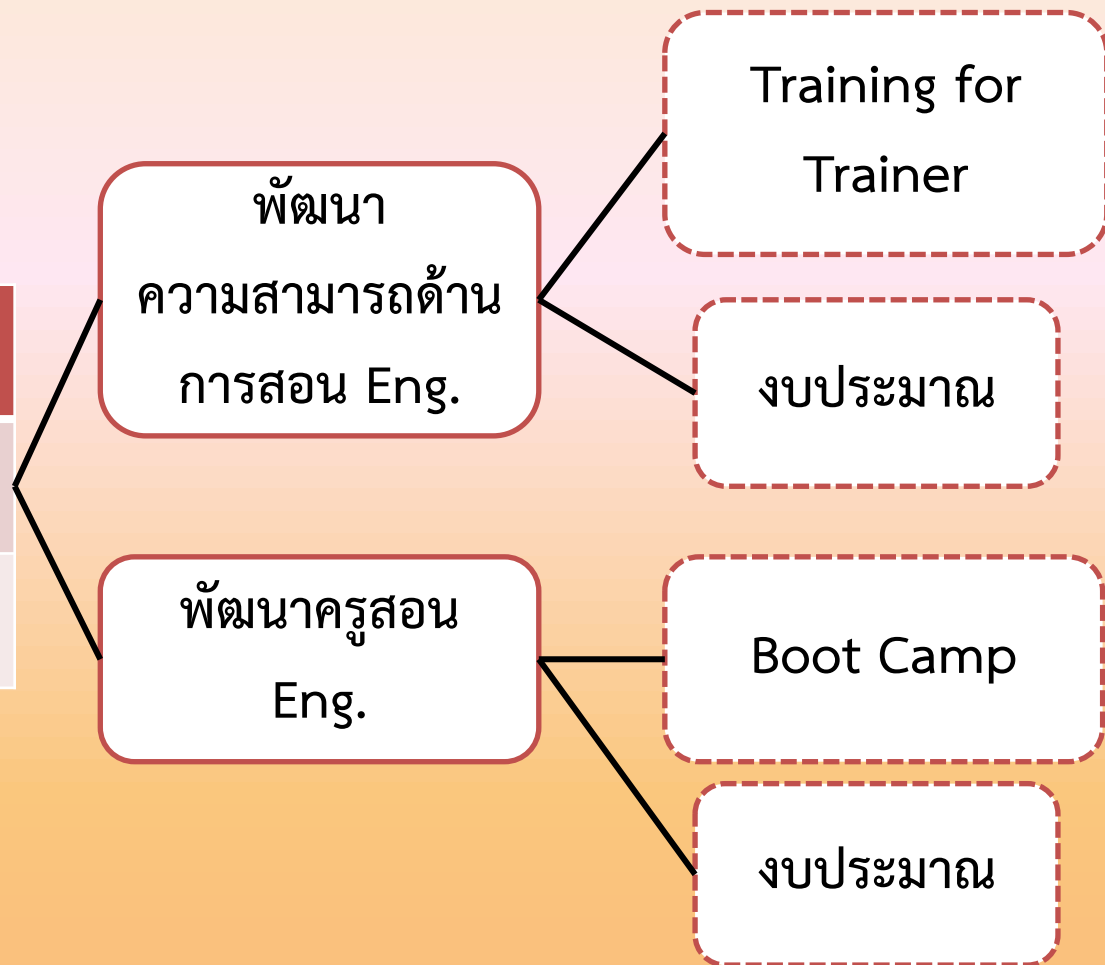 พัฒนา
ความสามารถด้าน
การสอน Eng.
Training for
Trainer
งบประมาณ
พัฒนาครูสอน
Eng.
Boot Camp
งบประมาณ